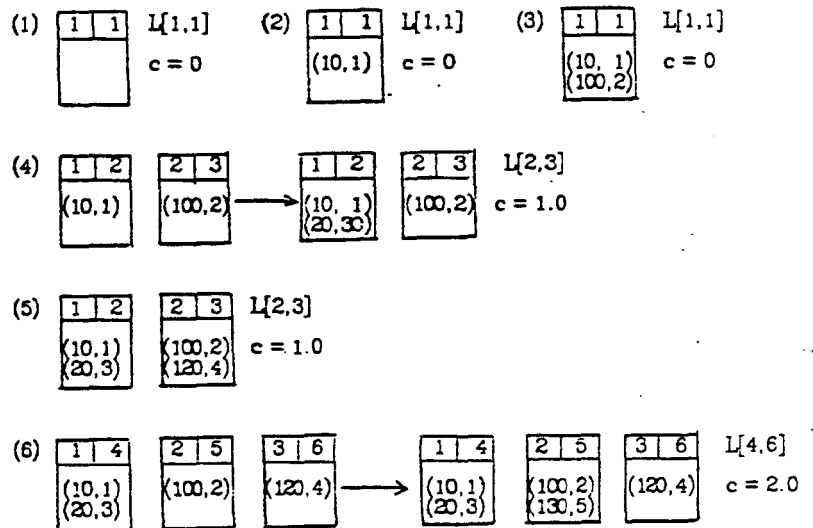 (1) 1 1 L[1,1] (2) 1 1 L[1,1] (3) 1 1 L[1,1]
c = 0 (10,1) c = 0 (10, 1) c = 0
(100,2)
(4) 1 2 2 3 1 2 2 3 L[2,3]
(10,1) (100,2) (10, 1) (100,2) c = 1.0
(20,30)
(5) 1 2 2 3 L[2,3]
(10,1) (100,2) c = 1.0
(20,3) (120,4)
(6) 1 4 2 5 3 6 1 4 2 5 3 6 L[4,6]
(10,1) (100,2) (120,4) (10,1) (100,2) (120,4) c = 2.0
(20,3) (20,3) (130,5)